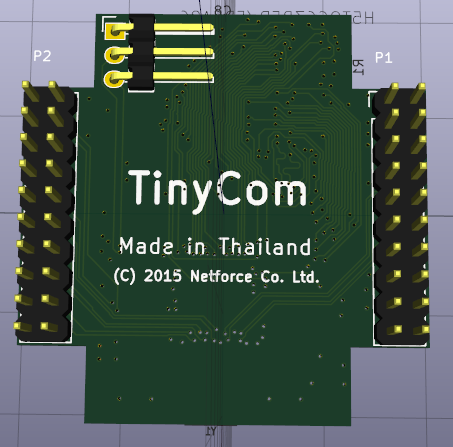 P2
P1
TinyCom
Made in Thailand
(C) 2015 Netforce Co. Ltd.